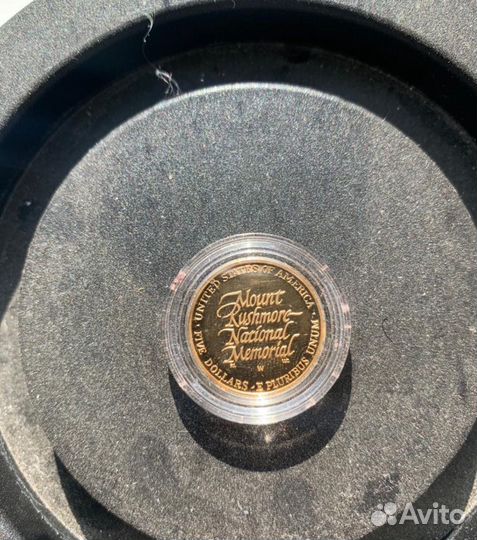 UNITED STATES OF AMERICA
Mount
Rushmore
National
Memorial
W
FIVE DOLLARS · E PLURIBUS UNUM
Avito